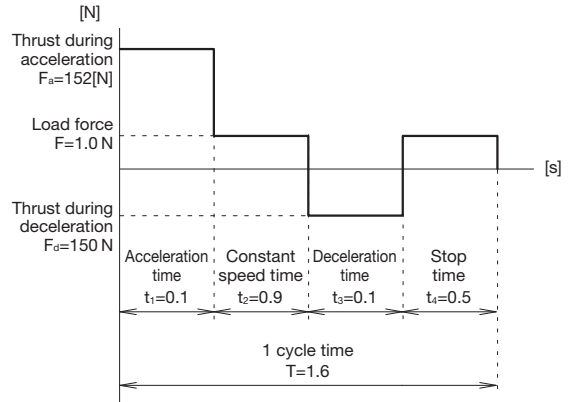 [N]
Thrust during
acceleration
Fa=152[N]
Load force
F=1.0 N
[s]
Thrust during
deceleration
Fd=150 N
Acceleration
time
t1=0.1
Constant
speed time
t2=0.9
Deceleration
time
t3=0.1
Stop
time
t4=0.5
1 cycle time
T=1.6